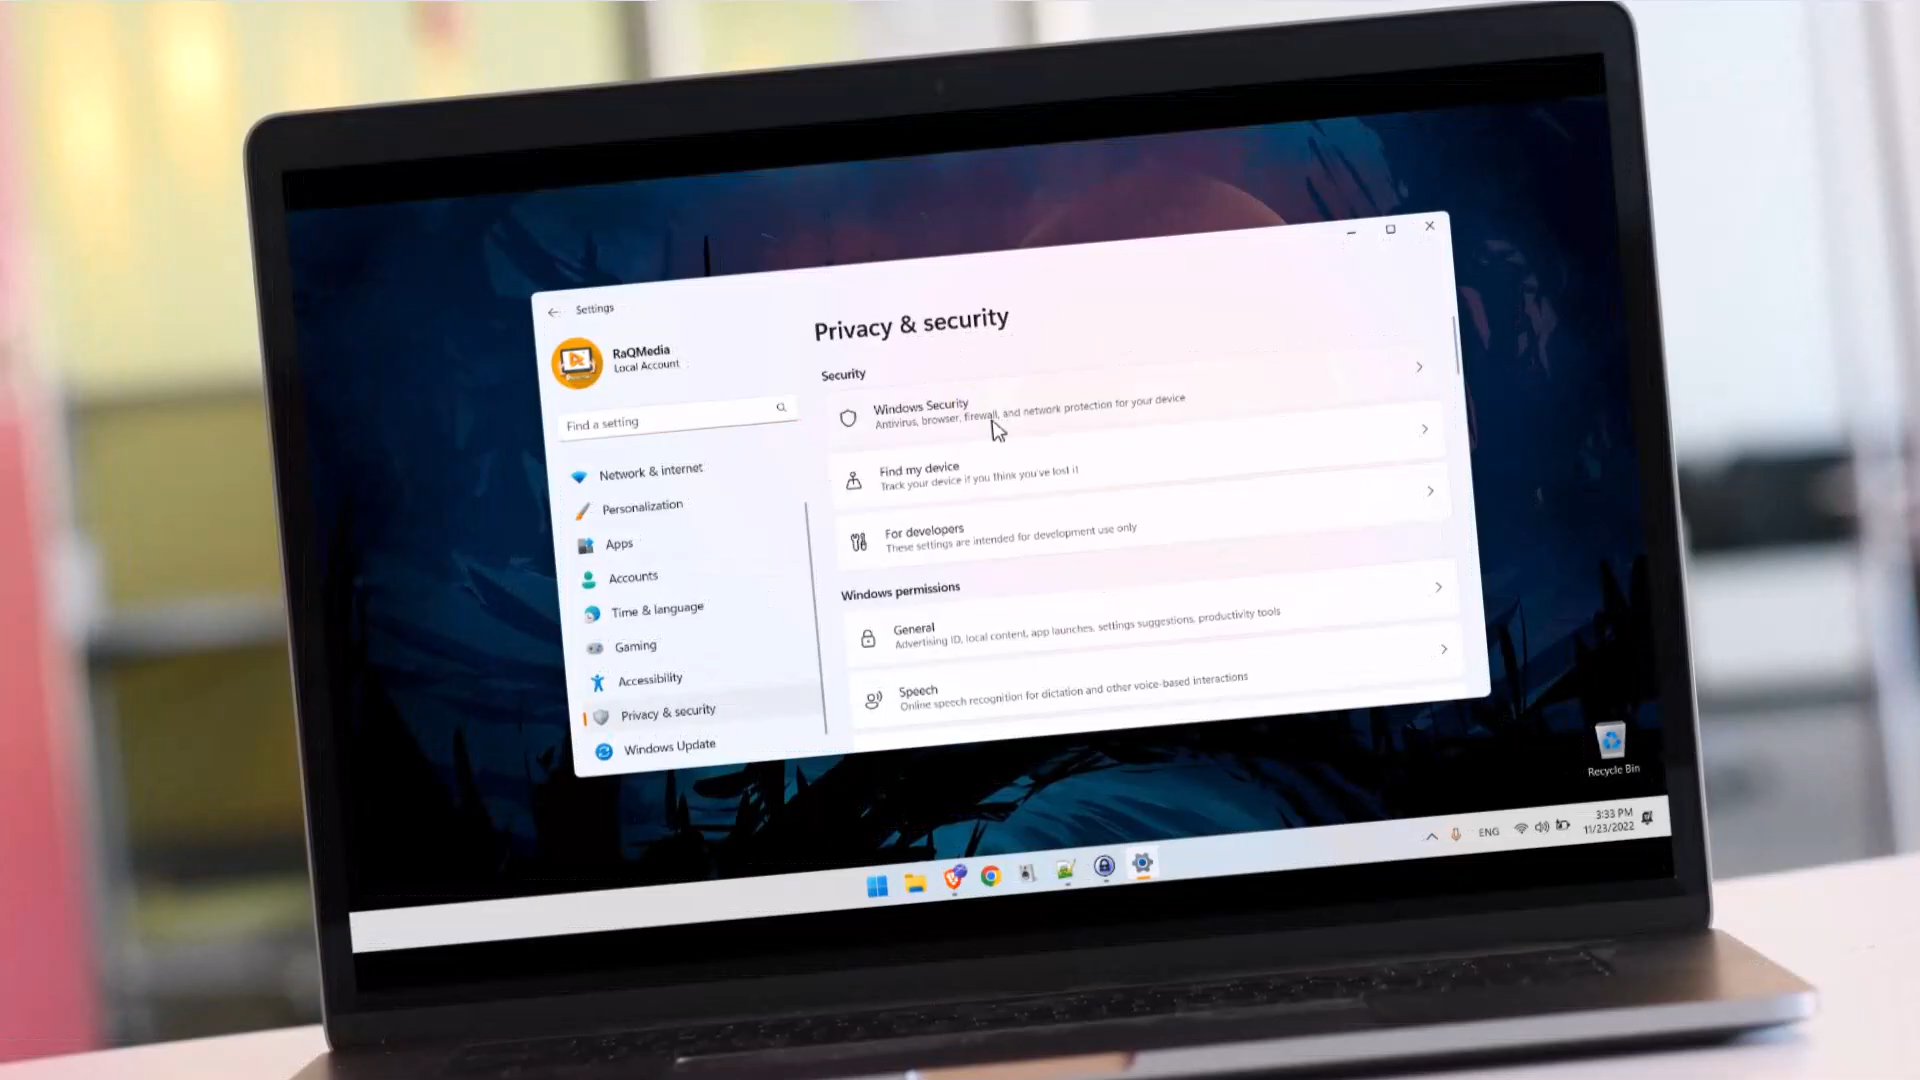 Settings
RaQMedia
Local Account
Find a setting
Network & internet
Personalization
Apps
Accounts
Time & language
Gaming
Accessibility
Privacy & security
Windows Update
Privacy & security
Security
Windows Security
Antivirus, browser, firewall, and network protection for your device
Find my device
Track your device if you think you've lost it
For developers
These settings are intended for development use only
Windows permissions
General
Advertising ID, local content, app launches, settings suggestions, productivity tools
Speech
Online speech recognition for dictation and other voice-based interactions
Recycle Bin
ENG
3:33 PM
11/23/2022